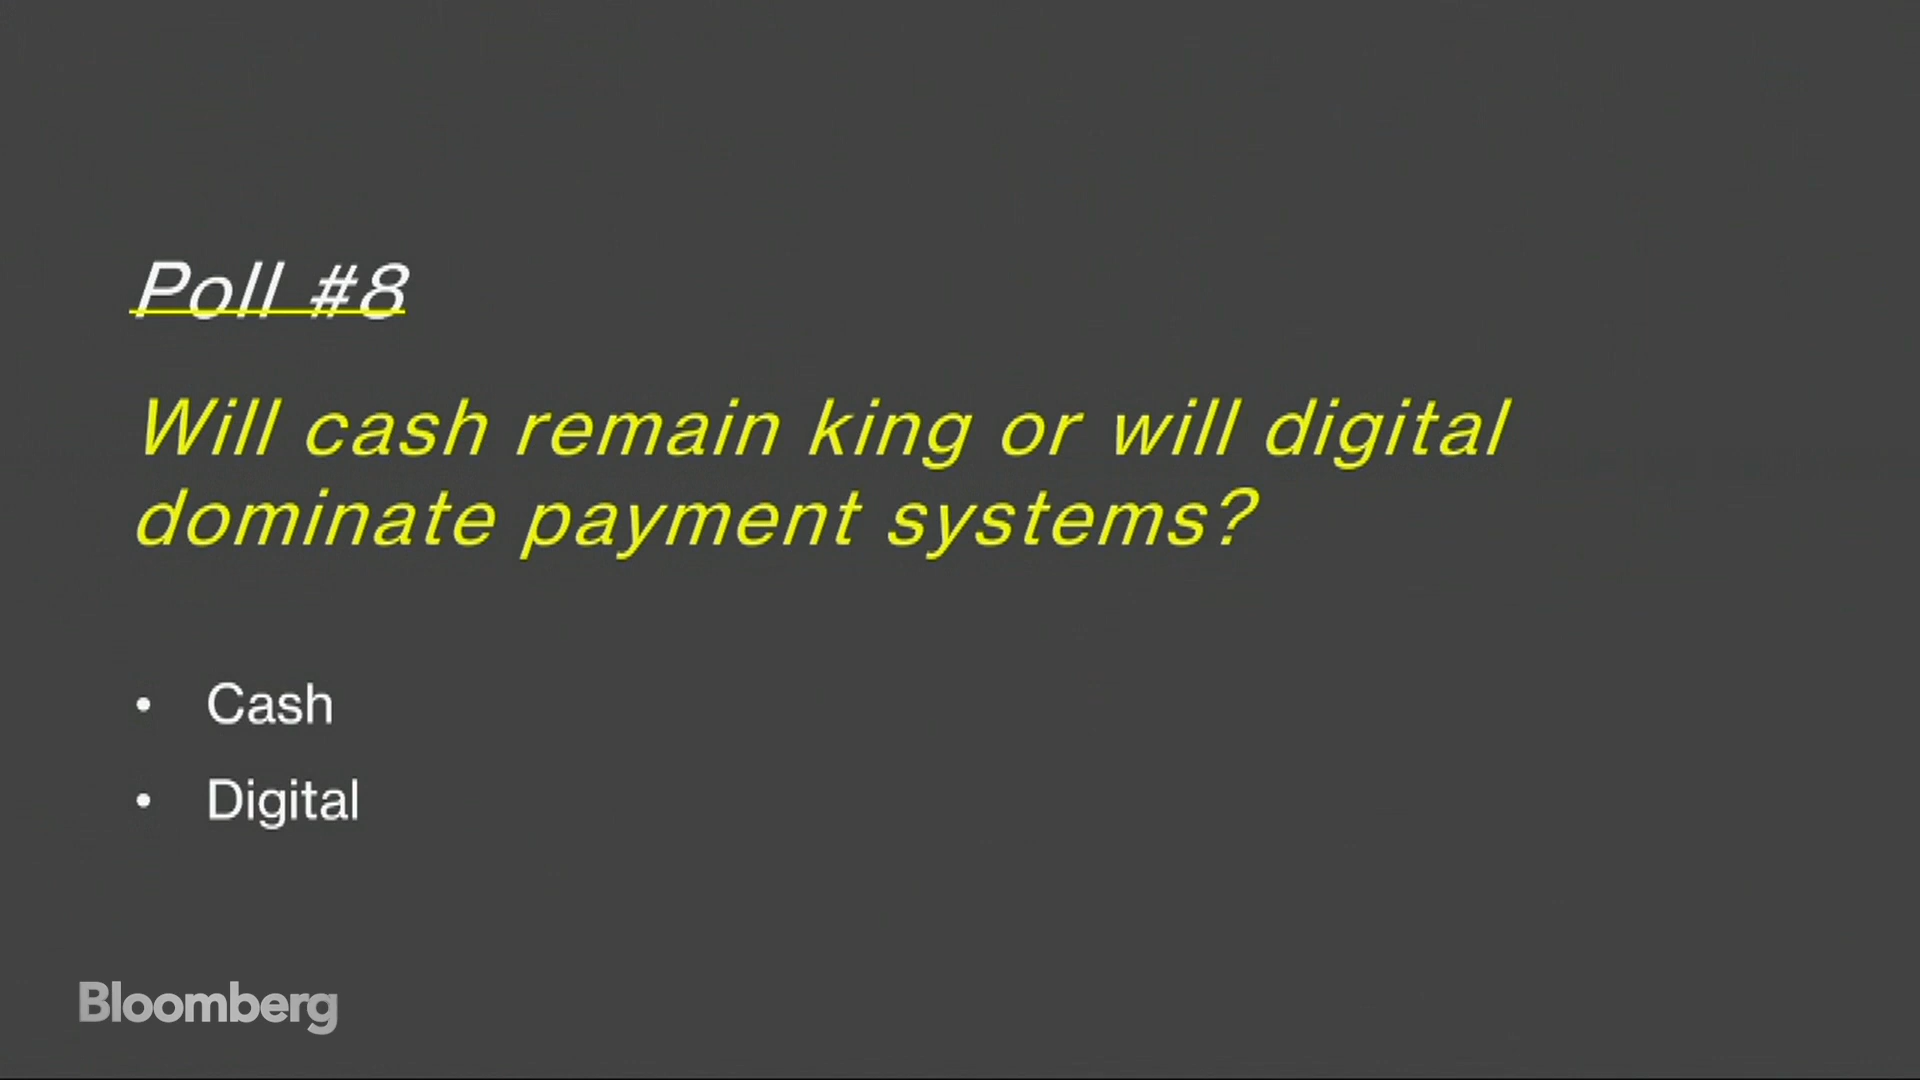 Poll #8
Will cash remain king or will digital
dominate payment systems?
• Cash
• Digital
Bloomberg